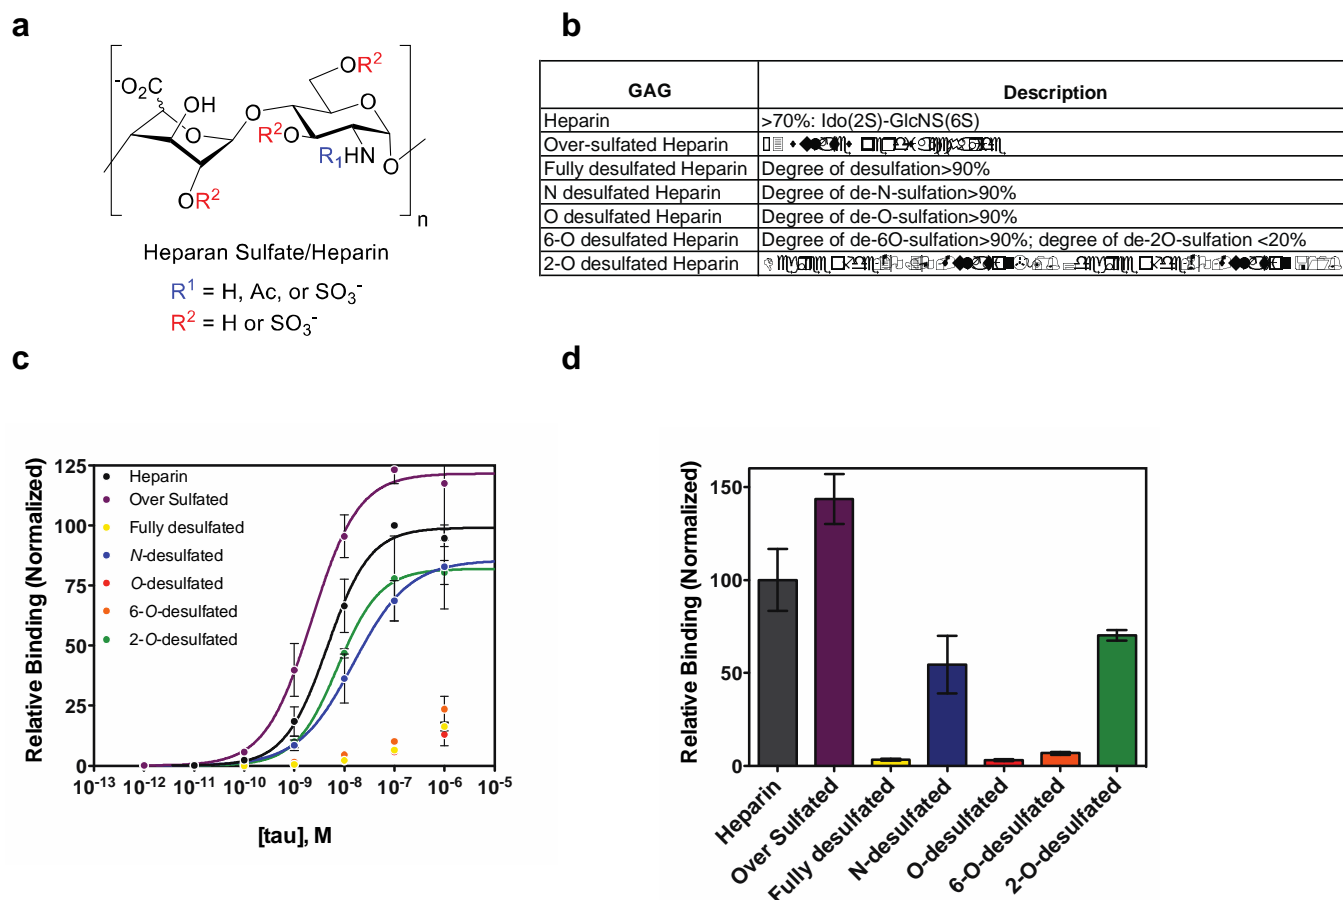 a
b
⁻O₂C
OH
O
O
OR²
O
R²O
R₁HN
O
OR²
n
Heparan Sulfate/Heparin
R¹ = H, Ac, or SO₃⁻
R² = H or SO₃⁻
GAG Description
Heparin >70%: Ido(2S)-GlcNS(6S)
Over-sulfated Heparin
Fully desulfated Heparin Degree of desulfation>90%
N desulfated Heparin Degree of de-N-sulfation>90%
O desulfated Heparin Degree of de-O-sulfation>90%
6-O desulfated Heparin Degree of de-6O-sulfation>90%; degree of de-2O-sulfation <20%
2-O desulfated Heparin
c
Relative Binding (Normalized)
125
100
75
50
25
0
Heparin
Over Sulfated
Fully desulfated
N-desulfated
O-desulfated
6-O-desulfated
2-O-desulfated
10⁻¹³ 10⁻¹² 10⁻¹¹ 10⁻¹⁰ 10⁻⁹ 10⁻⁸ 10⁻⁷ 10⁻⁶ 10⁻⁵
[tau], M
d
Relative Binding (Normalized)
150
100
50
0
Heparin
Over Sulfated
Fully desulfated
N-desulfated
O-desulfated
6-O-desulfated
2-O-desulfated